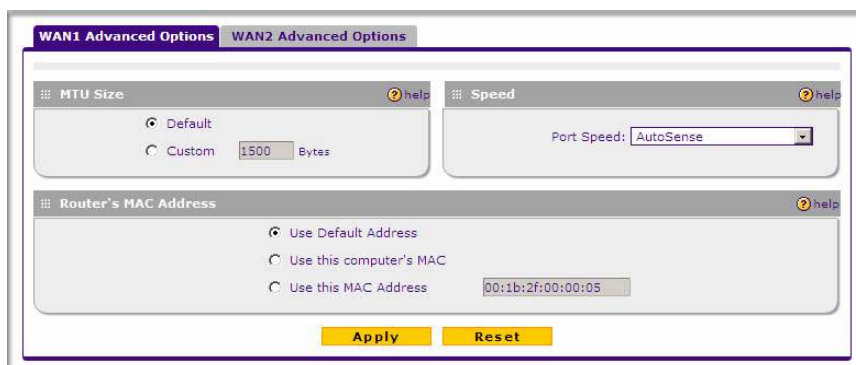 WAN1 Advanced Options WAN2 Advanced Options
MTU Size help
Default
Custom 1500 Bytes
Speed help
Port Speed: AutoSense
Router's MAC Address help
Use Default Address
Use this computer's MAC
Use this MAC Address 00:1b:2f:00:00:05
Apply Reset